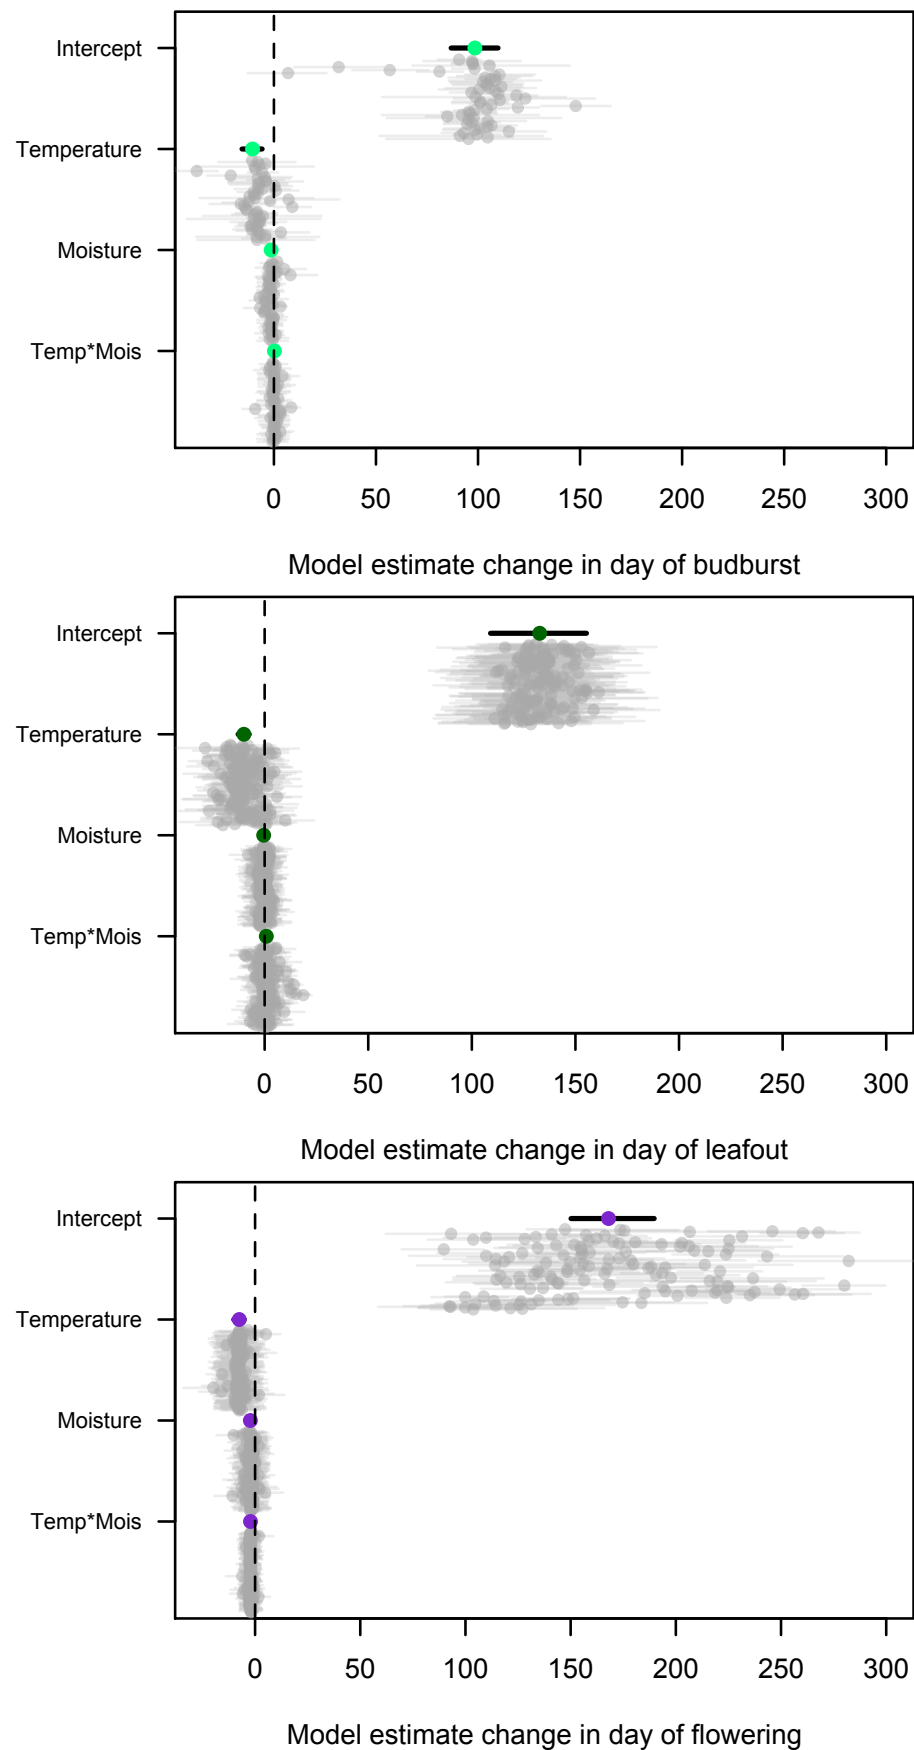 Intercept
Temperature
Moisture
Temp*Mois
0 50 100 150 200 250 300
Model estimate change in day of budburst
Intercept
Temperature
Moisture
Temp*Mois
0 50 100 150 200 250 300
Model estimate change in day of leafout
Intercept
Temperature
Moisture
Temp*Mois
0 50 100 150 200 250 300
Model estimate change in day of flowering